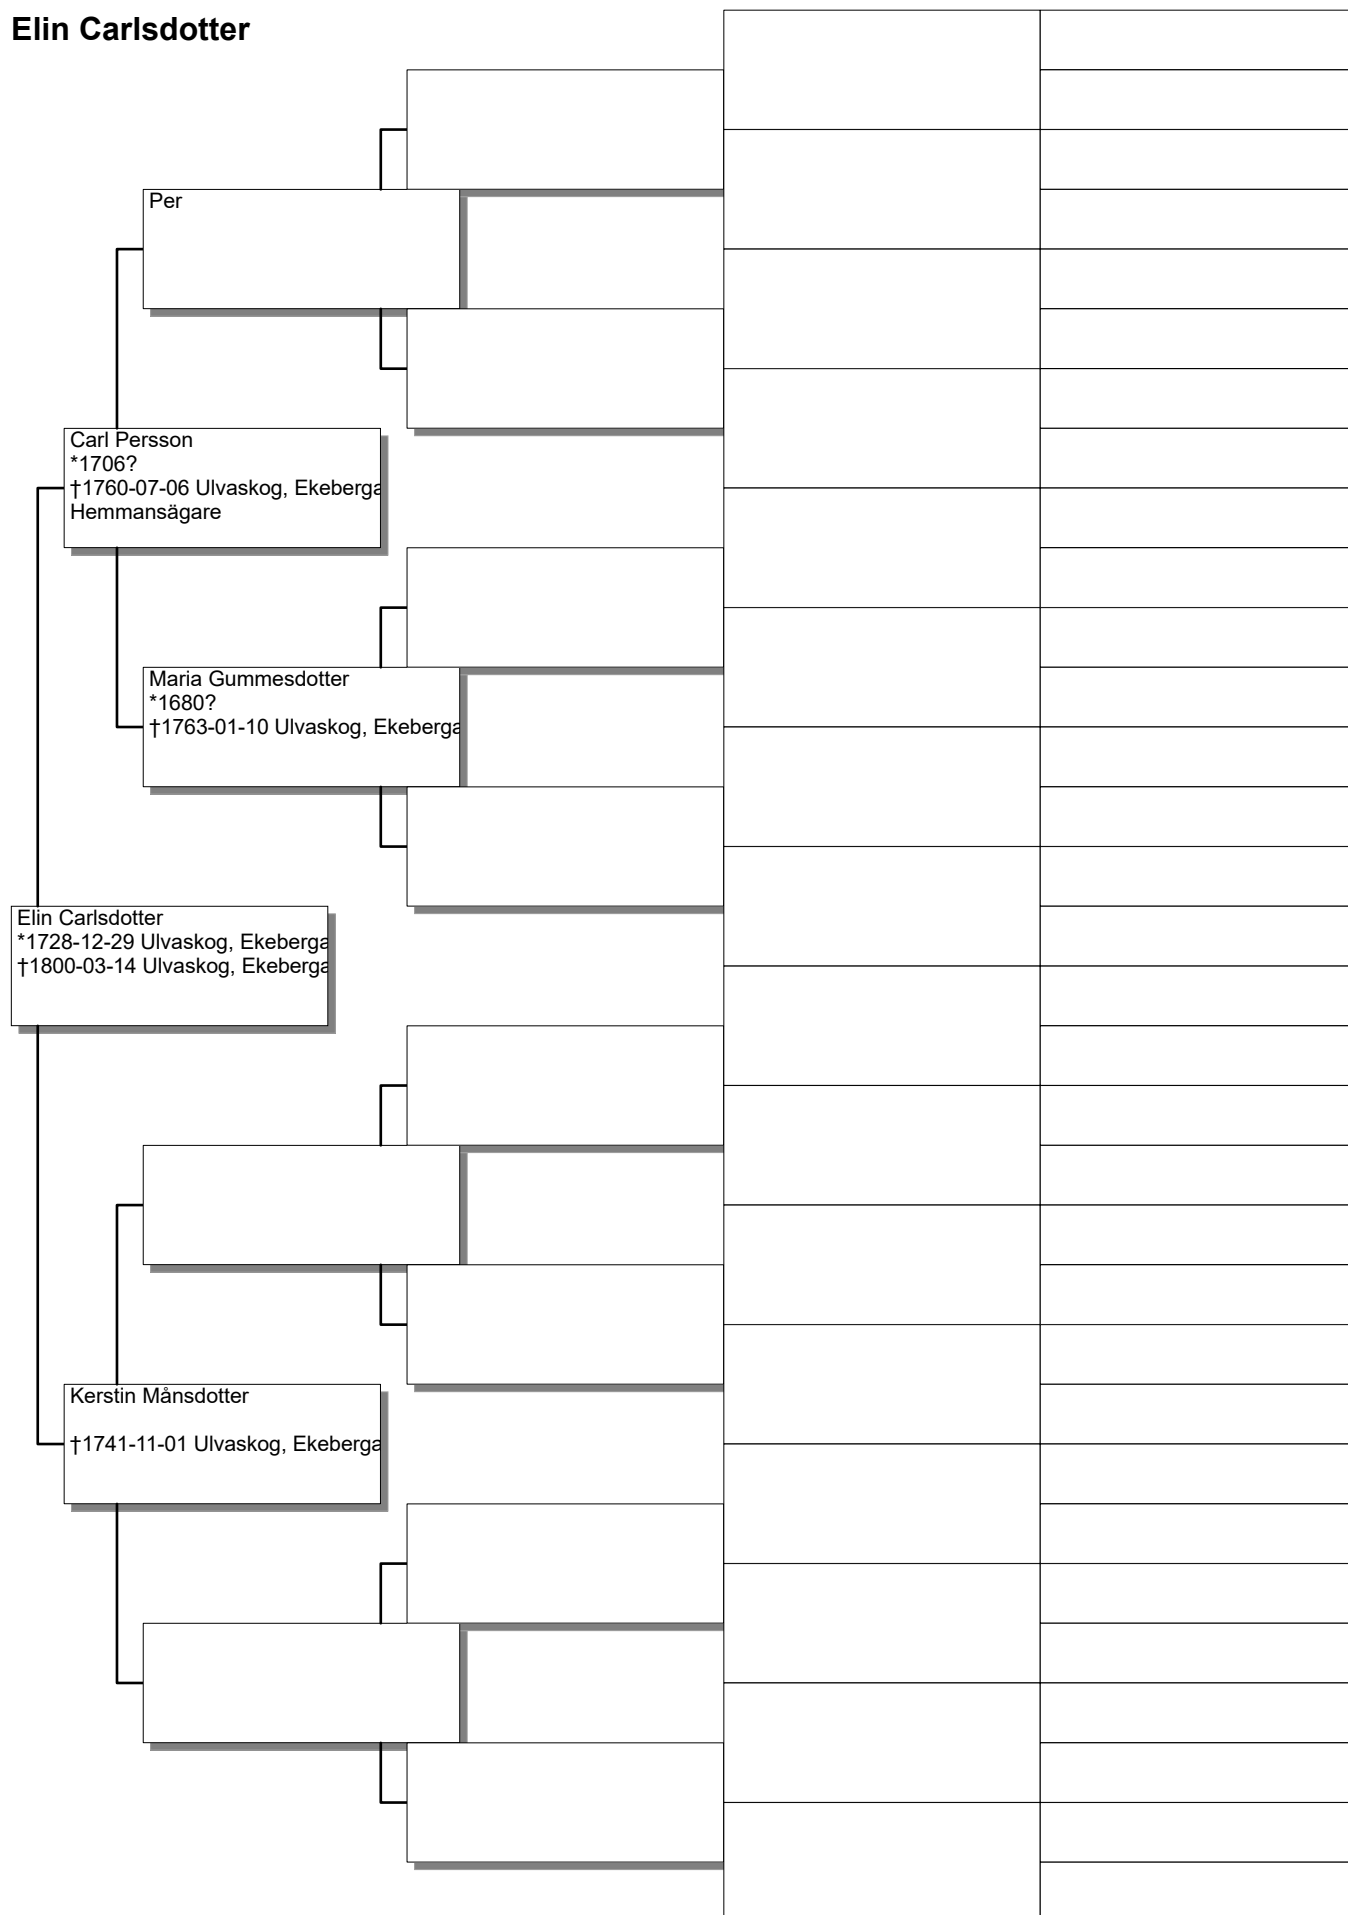 Elin Carlsdotter
Per
Carl Persson
*1706?
†1760-07-06 Ulvaskog, Ekeberga
Hemmansägare
Maria Gummesdotter
*1680?
†1763-01-10 Ulvaskog, Ekeberga
Elin Carlsdotter
*1728-12-29 Ulvaskog, Ekeberga
†1800-03-14 Ulvaskog, Ekeberga
Kerstin Månsdotter
†1741-11-01 Ulvaskog, Ekeberga